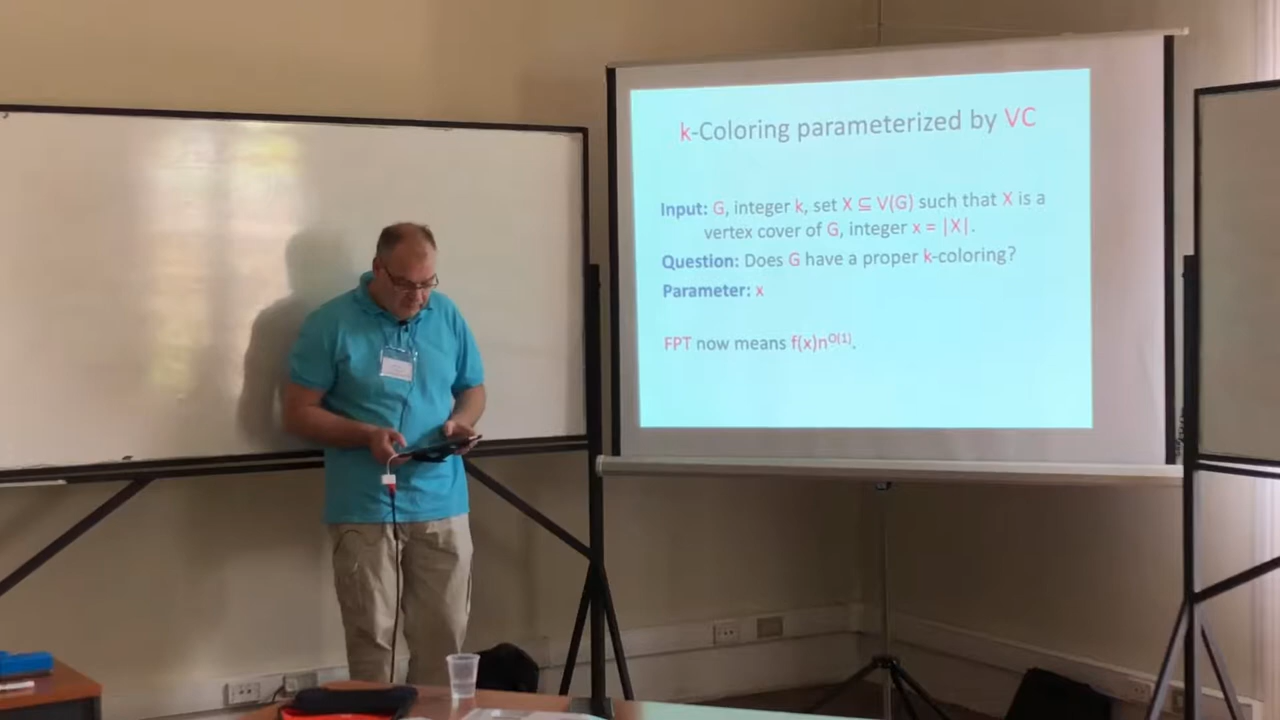 k-Coloring parameterized by VC
Input: G, integer k, set X ⊆ V(G) such that X is a
vertex cover of G, integer x = |X|.
Question: Does G have a proper k-coloring?
Parameter: x
FPT now means f(x)n^O(1).